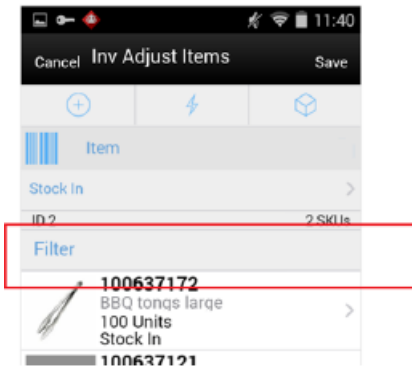 11:40
Cancel Inv Adjust Items Save
Item
Stock In
ID 2 2 SKUs
Filter
100637172
BBQ tongs large
100 Units
Stock In
100637121